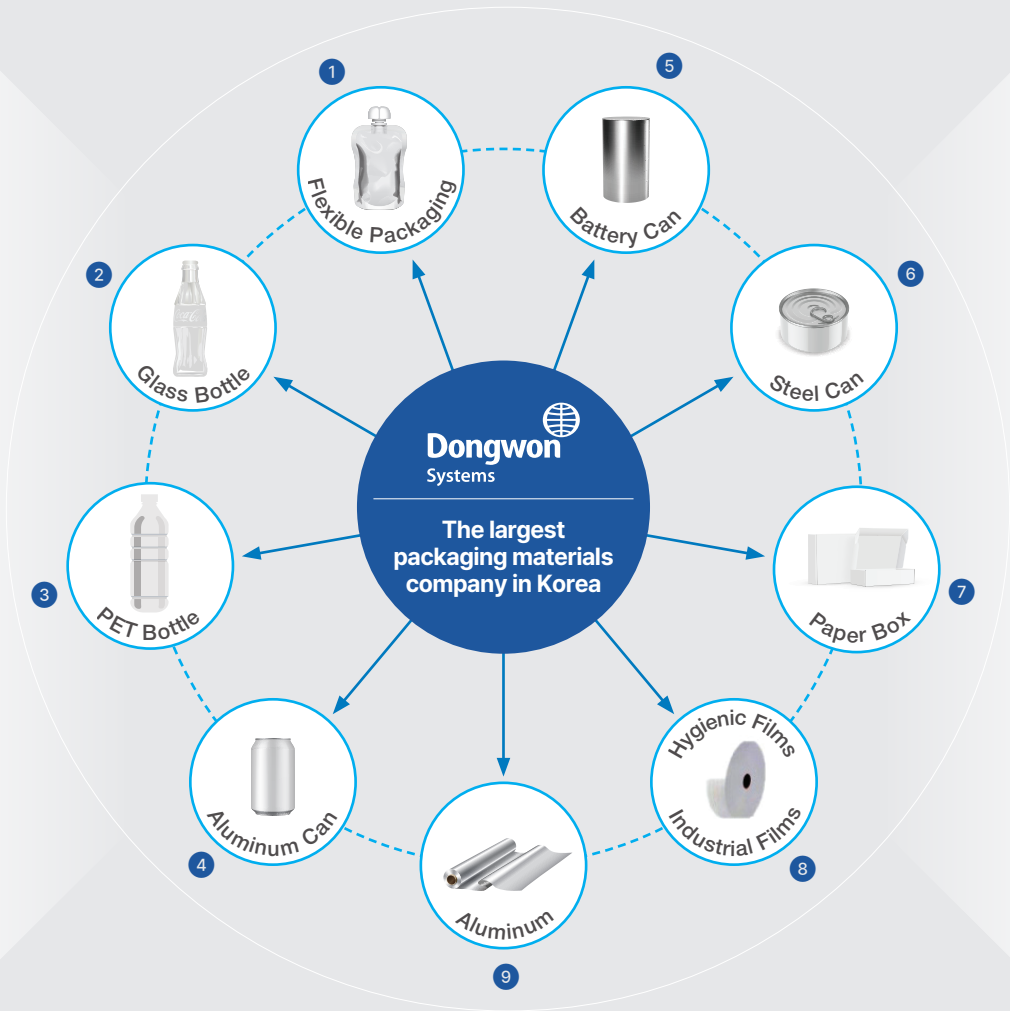 Dongwon
Systems
The largest
packaging materials
company in Korea
1
Flexible Packaging
2
Glass Bottle
3
PET Bottle
4
Aluminum Can
5
Battery Can
6
Steel Can
7
Paper Box
8
Hygienic Films
Industrial Films
9
Aluminum